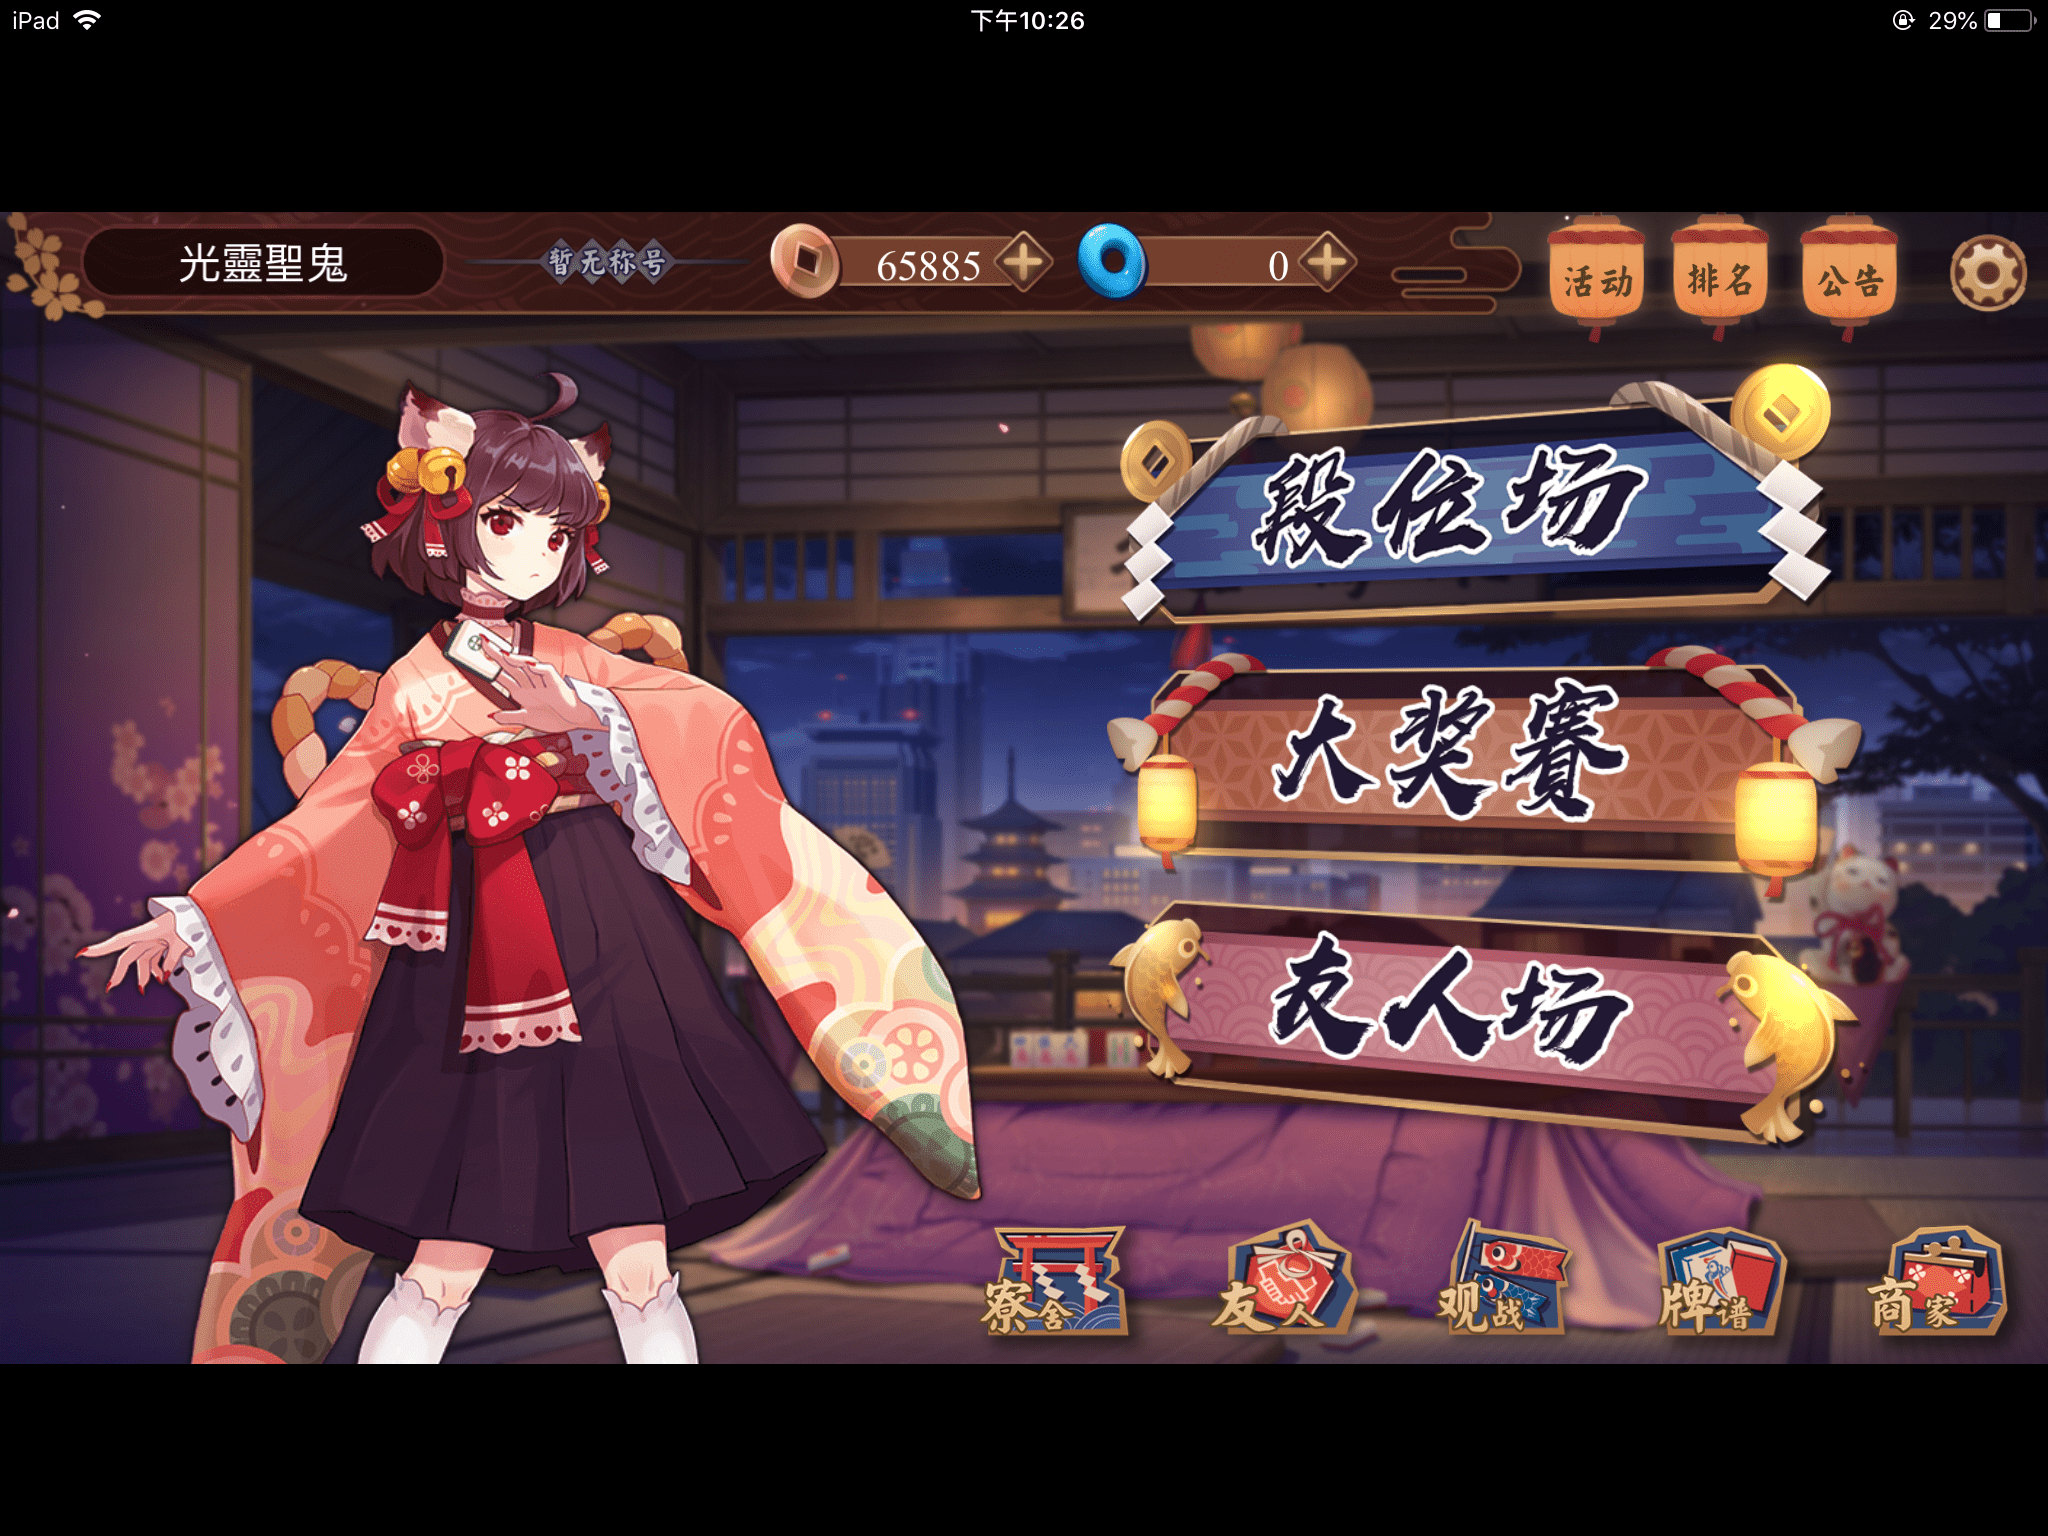 iPad
下午10:26
29%
光靈聖鬼
暂无称号
65885
0
活动
排名
公告
段位场
大奖賽
友人场
寮舍
友人
观战
牌谱
商家